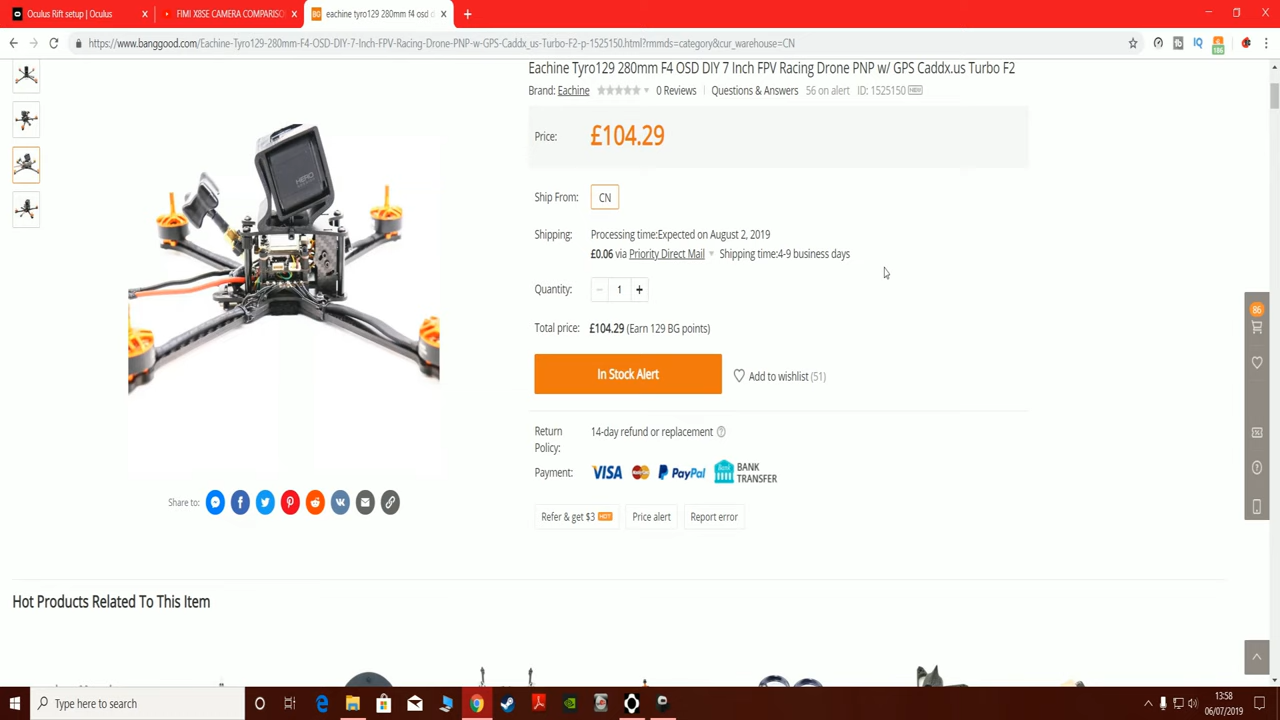 Oculus Rift setup | Oculus
FIMI X8SE CAMERA COMPARISO
BG
eachine tyro129 280mm f4 osd d
https://www.banggood.com/Eachine-Tyro129-280mm-F4-OSD-DIY-7-Inch-FPV-Racing-Drone-PNP-w-GPS-Caddx_us-Turbo-F2-p-1525150.html?rmmds=category&cur_warehouse=CN
186
Eachine Tyro129 280mm F4 OSD DIY 7 Inch FPV Racing Drone PNP w/ GPS Caddx.us Turbo F2
Brand: Eachine 0 Reviews Questions & Answers 56 on alert ID: 1525150 NEW
Price: £104.29
HERO
Ship From: CN
Shipping: Processing time:Expected on August 2, 2019
£0.06 via Priority Direct Mail Shipping time:4-9 business days
Quantity: − 1 +
Total price: £104.29 (Earn 129 BG points)
In Stock Alert
Add to wishlist (51)
Return Policy:
14-day refund or replacement
Payment: VISA PayPal BANK TRANSFER
Share to:
Refer & get $3 HOT Price alert Report error
86
Hot Products Related To This Item
Type here to search
13:58
06/07/2019